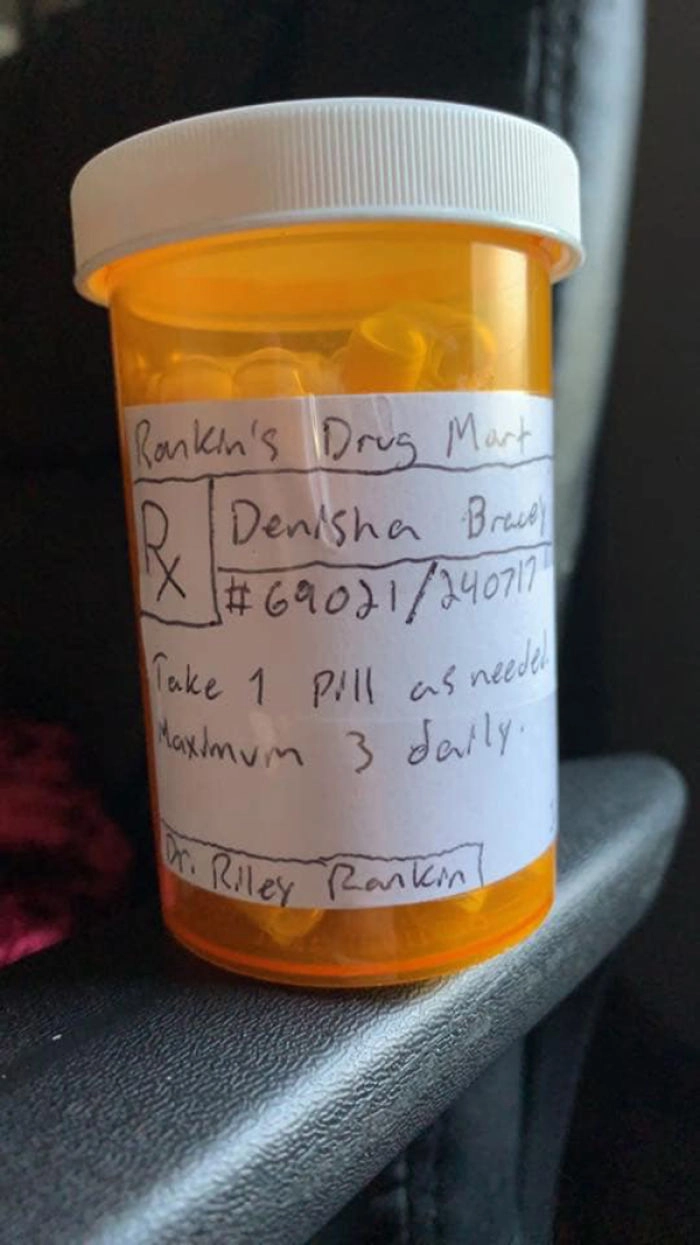 Rankin's Drug Mart
Rx
Denisha Bracey
#69021/240717
Take 1 pill as needed.
Maximum 3 daily.
Dr. Riley Rankin